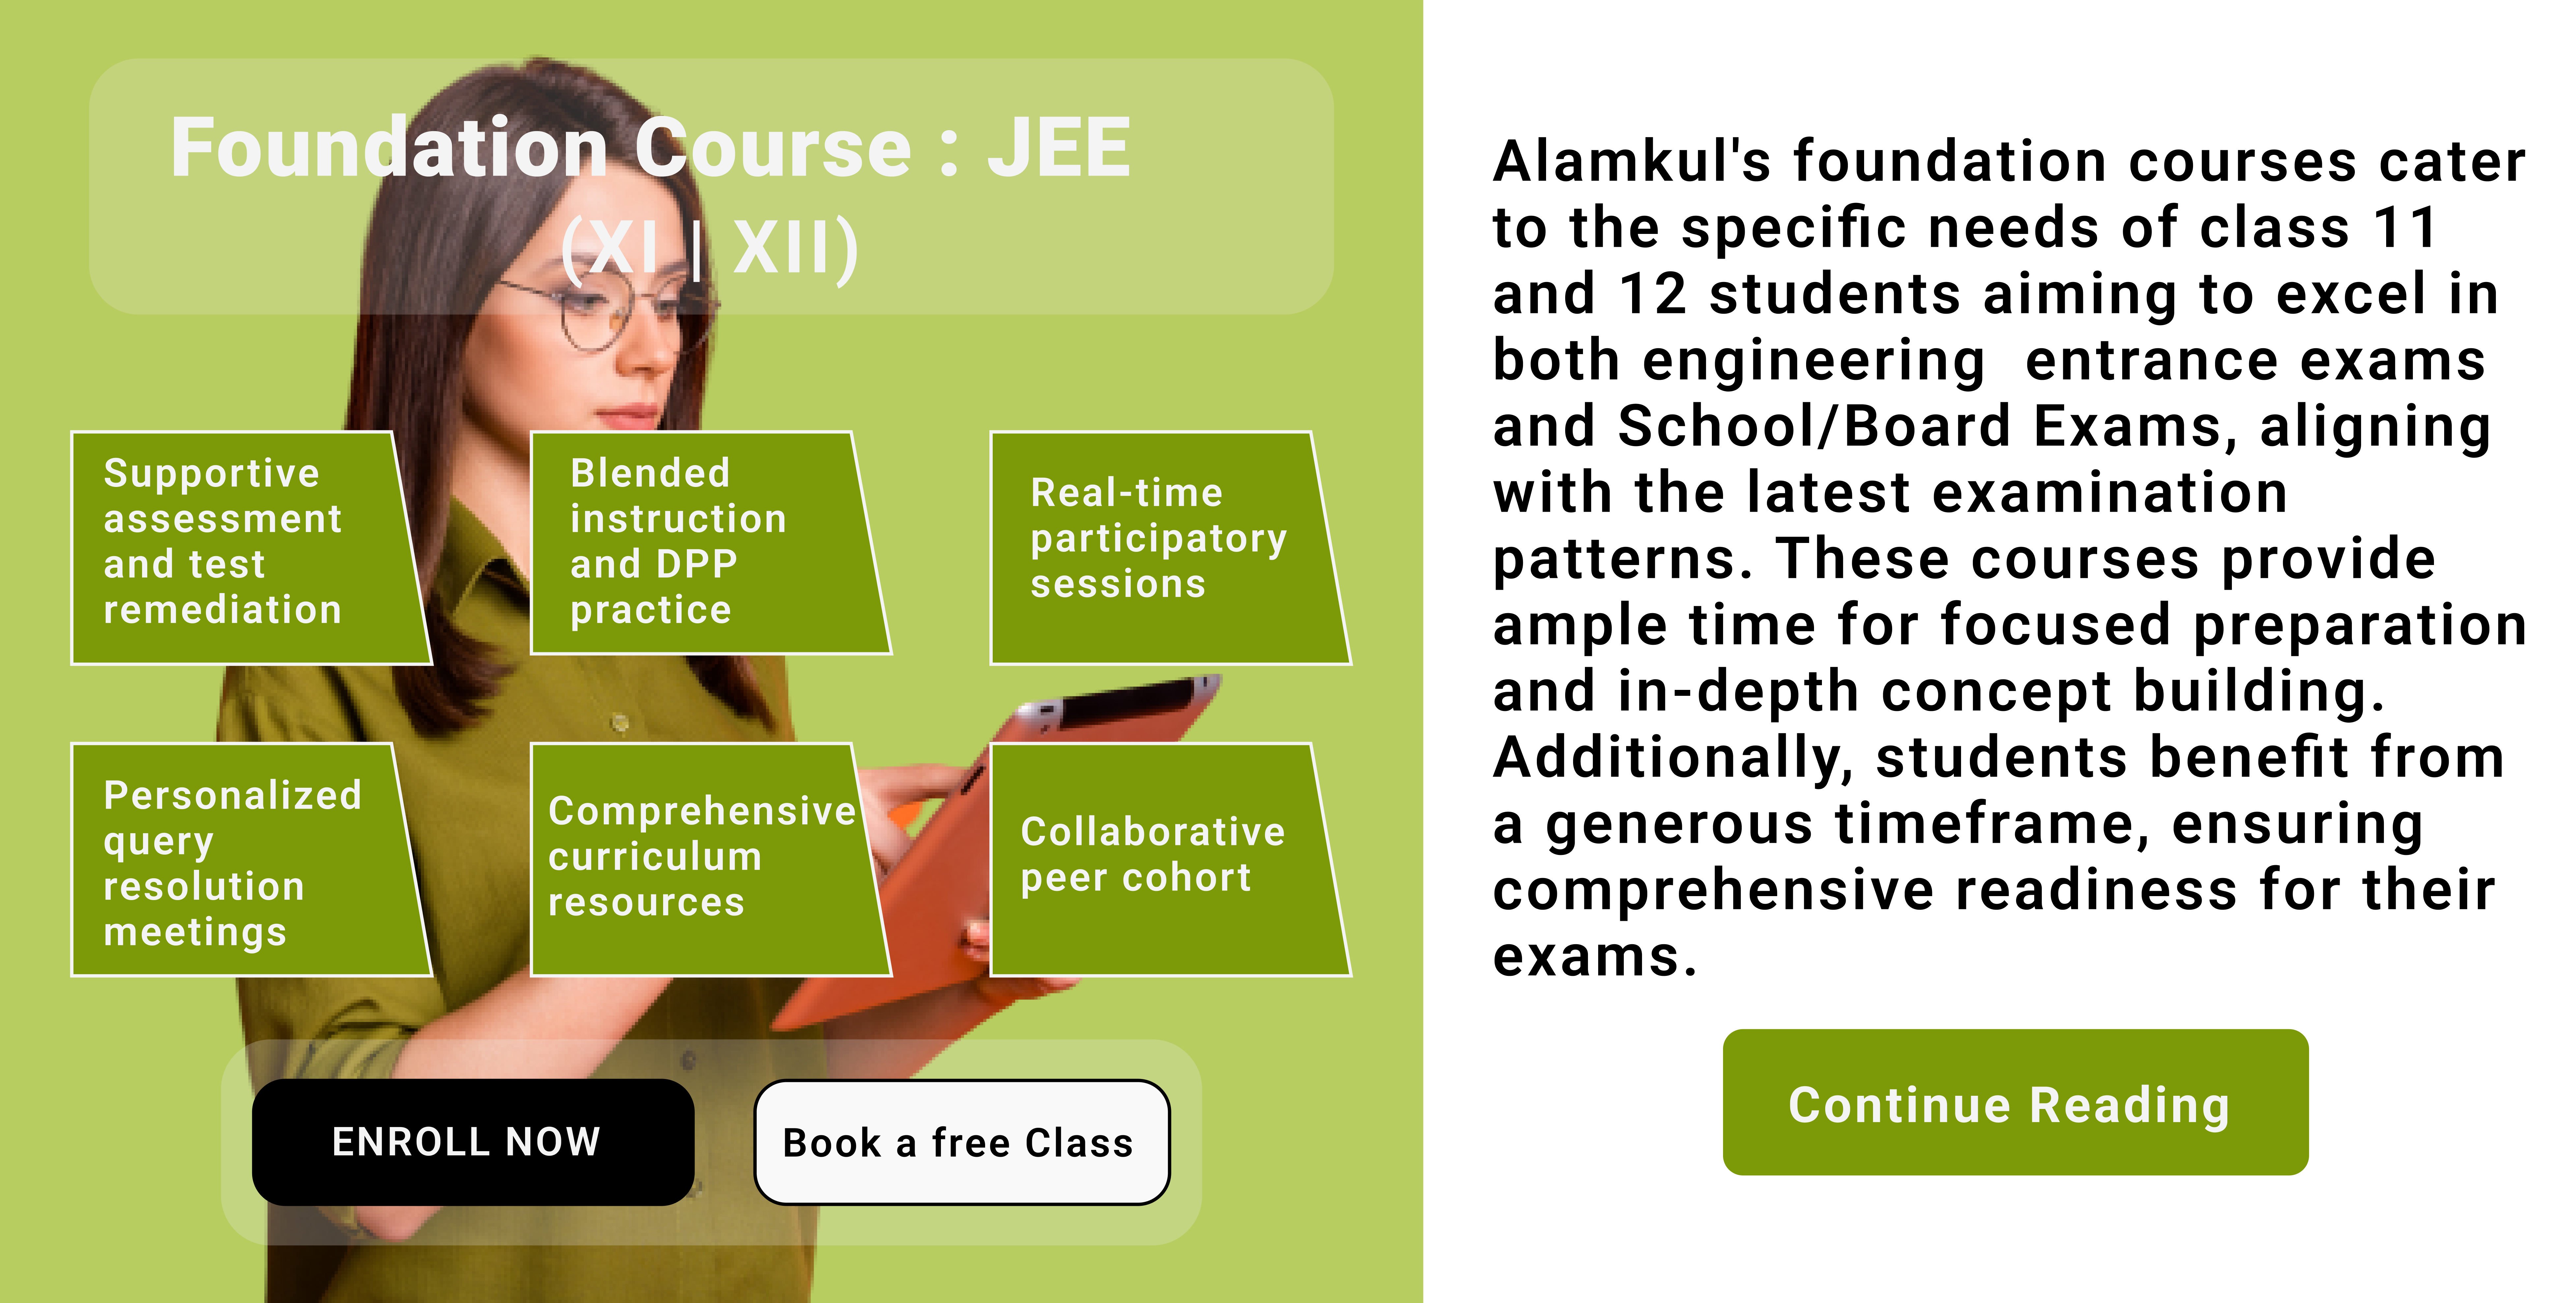 Foundation Course : JEE
(XI | XII)
Supportive
assessment
and test
remediation
Blended
instruction
and DPP
practice
Real-time
participatory
sessions
Personalized
query
resolution
meetings
Comprehensive
curriculum
resources
Collaborative
peer cohort
ENROLL NOW
Book a free Class
Alamkul's foundation courses cater
to the specific needs of class 11
and 12 students aiming to excel in
both engineering  entrance exams
and School/Board Exams, aligning
with the latest examination
patterns. These courses provide
ample time for focused preparation
and in-depth concept building.
Additionally, students benefit from
a generous timeframe, ensuring
comprehensive readiness for their
exams.
Continue Reading